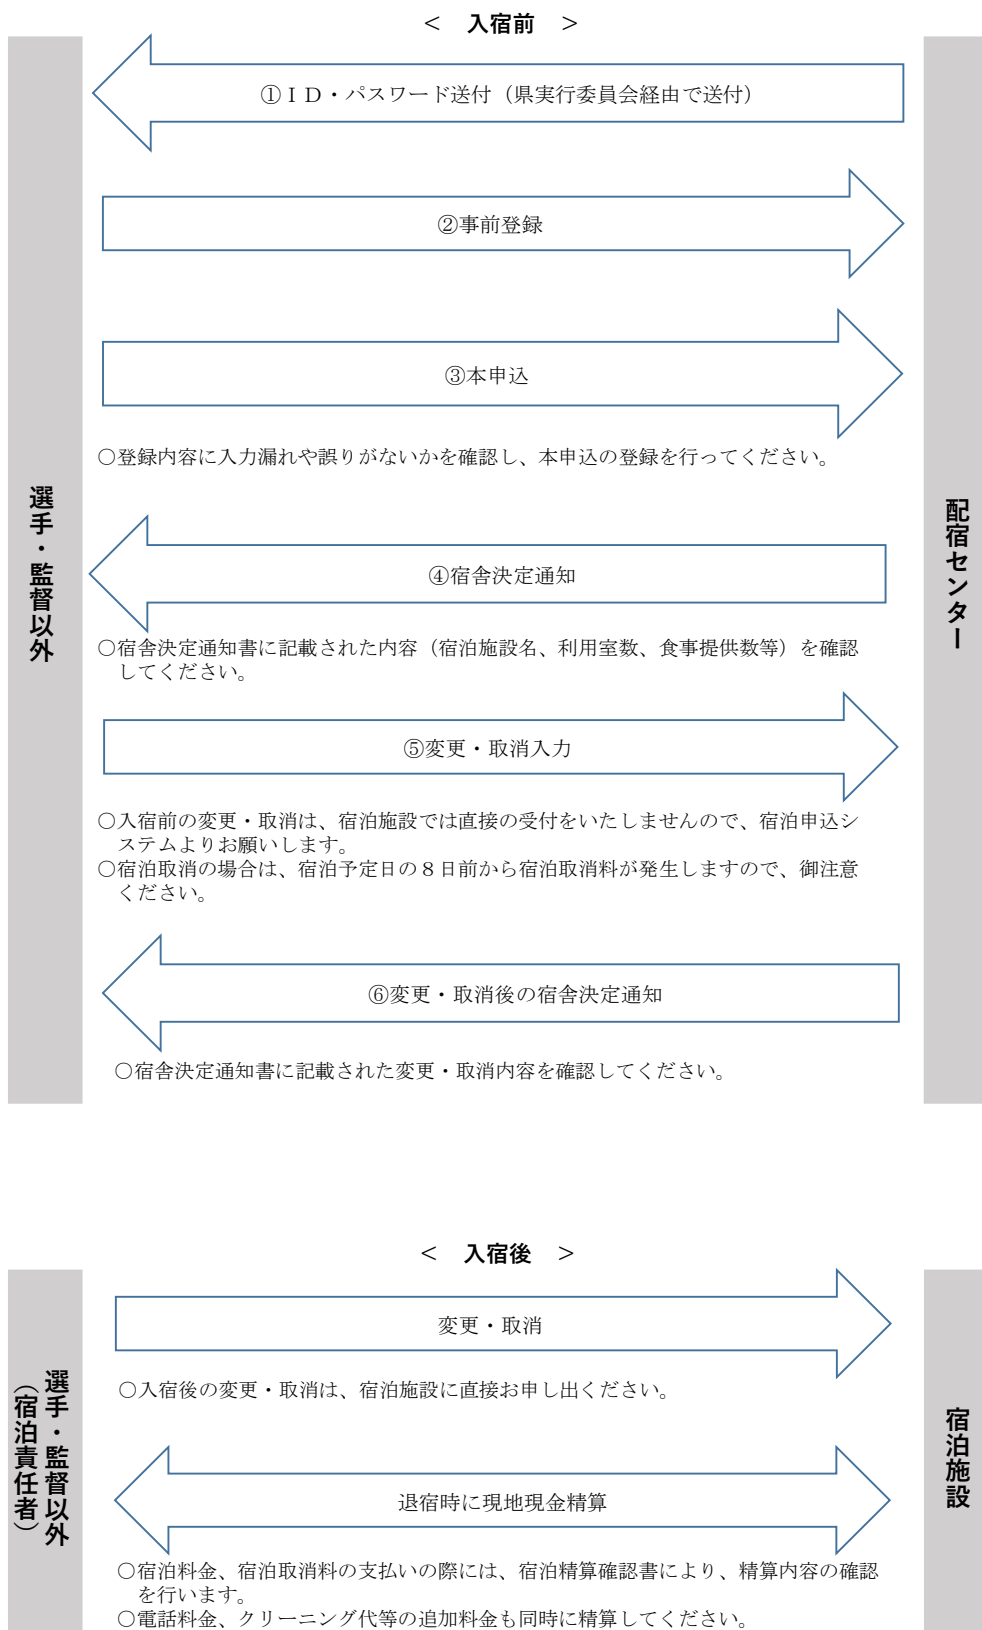 ＜　入宿前　＞
①ＩＤ・パスワード送付（県実行委員会経由で送付）
②事前登録
③本申込
〇登録内容に入力漏れや誤りがないかを確認し、本申込の登録を行ってください。
選手・監督以外
配宿センター
④宿舎決定通知
〇宿舎決定通知書に記載された内容（宿泊施設名、利用室数、食事提供数等）を確認
してください。
⑤変更・取消入力
〇入宿前の変更・取消は、宿泊施設では直接の受付をいたしませんので、宿泊申込シ
ステムよりお願いします。
〇宿泊取消の場合は、宿泊予定日の８日前から宿泊取消料が発生しますので、御注意
ください。
⑥変更・取消後の宿舎決定通知
〇宿舎決定通知書に記載された変更・取消内容を確認してください。
＜　入宿後　＞
変更・取消
〇入宿後の変更・取消は、宿泊施設に直接お申し出ください。
選手・監督以外
（宿泊責任者）
宿泊施設
退宿時に現地現金精算
〇宿泊料金、宿泊取消料の支払いの際には、宿泊精算確認書により、精算内容の確認
を行います。
〇電話料金、クリーニング代等の追加料金も同時に精算してください。